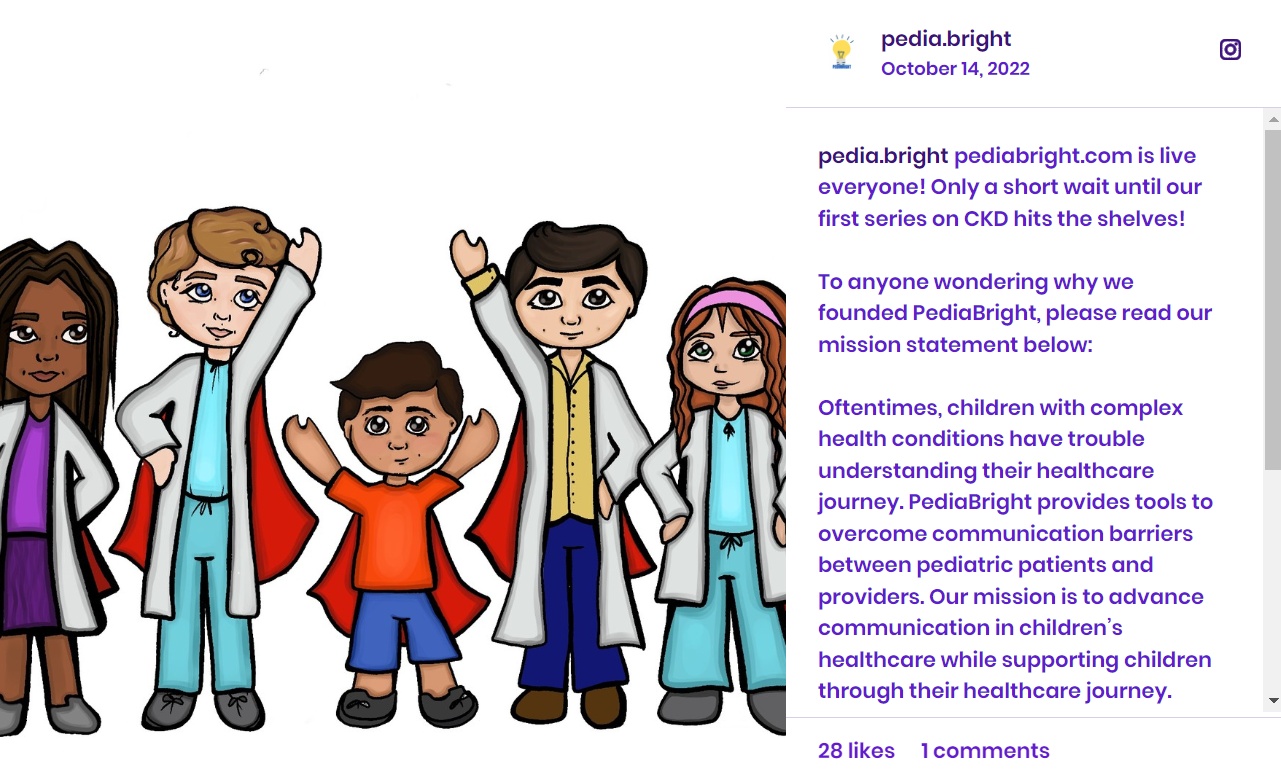 pedia.bright
October 14, 2022
pedia.bright pediabright.com is live
everyone! Only a short wait until our
first series on CKD hits the shelves!
To anyone wondering why we
founded PediaBright, please read our
mission statement below:
Oftentimes, children with complex
health conditions have trouble
understanding their healthcare
journey. PediaBright provides tools to
overcome communication barriers
between pediatric patients and
providers. Our mission is to advance
communication in children’s
healthcare while supporting children
through their healthcare journey.
28 likes 1 comments